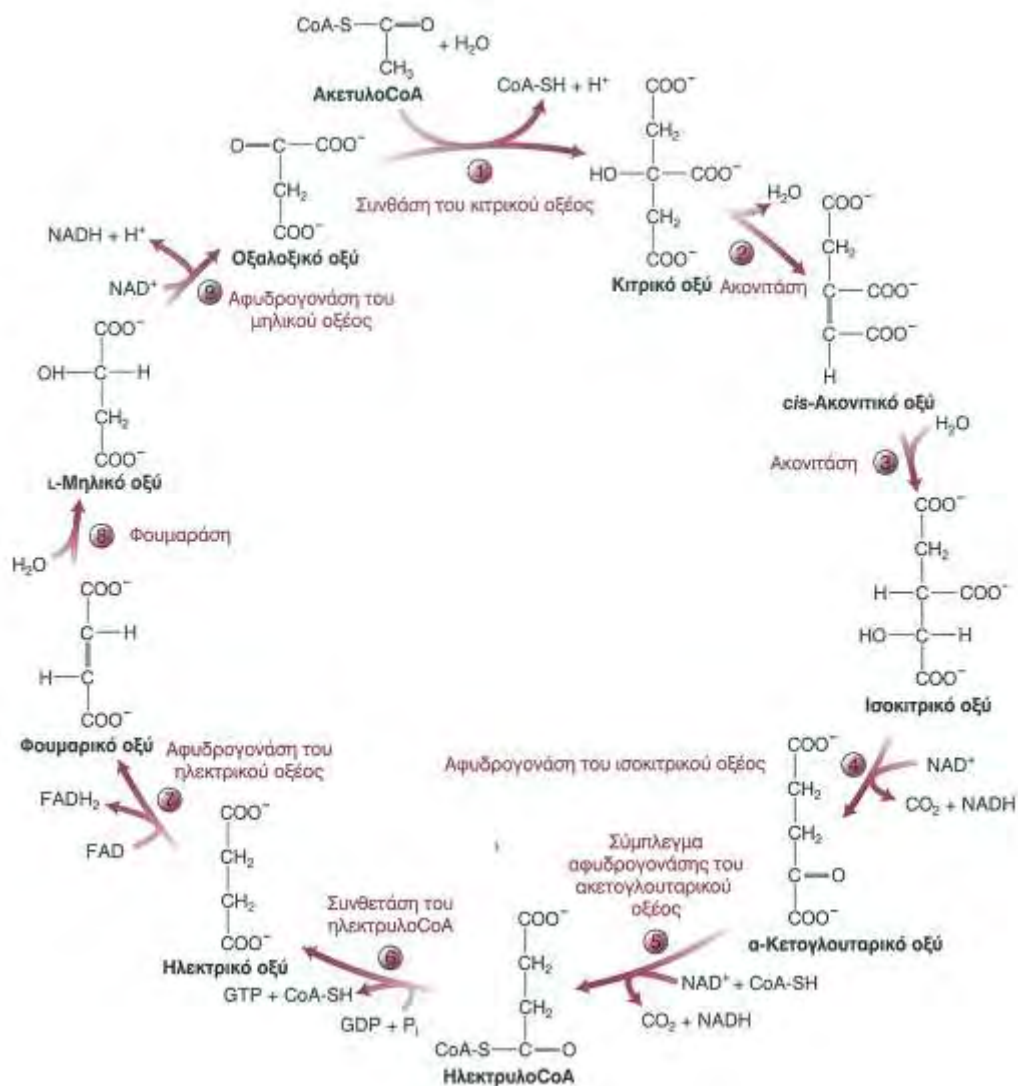 CoA-S—C=O
+ H₂O
CH₃
ΑκετυλοCoA
CoA-SH + H⁺
O=C—COO⁻
CH₂
COO⁻
Οξαλοξικό οξύ
1
Συνθάση του κιτρικού οξέος
COO⁻
CH₂
HO—C—COO⁻
CH₂
COO⁻
Κιτρικό οξύ
H₂O
2
Ακονιτάση
COO⁻
CH₂
C—COO⁻
C—COO⁻
H
cis-Ακονιτικό οξύ
H₂O
Ακονιτάση
3
COO⁻
CH₂
H—C—COO⁻
HO—C—H
COO⁻
Ισοκιτρικό οξύ
Αφυδρογονάση του ισοκιτρικού οξέος
4
NAD⁺
CO₂ + NADH
COO⁻
CH₂
CH₂
C=O
COO⁻
α-Κετογλουταρικό οξύ
Σύμπλεγμα
αφυδρογονάσης του
ακετογλουταρικού
οξέος
5
NAD⁺ + CoA-SH
CO₂ + NADH
COO⁻
CH₂
CH₂
CoA-S—C=O
ΗλεκτρυλοCoA
Συνθετάση του
ηλεκτρυλοCoA
6
GTP + CoA-SH
GDP + Pᵢ
COO⁻
CH₂
CH₂
COO⁻
Ηλεκτρικό οξύ
Αφυδρογονάση του
ηλεκτρικού οξέος
7
FADH₂
FAD
COO⁻
C—H
H—C
COO⁻
Φουμαρικό οξύ
H₂O
8
Φουμαράση
COO⁻
OH—C—H
CH₂
COO⁻
L-Μηλικό οξύ
NADH + H⁺
NAD⁺
9
Αφυδρογονάση του
μηλικού οξέος